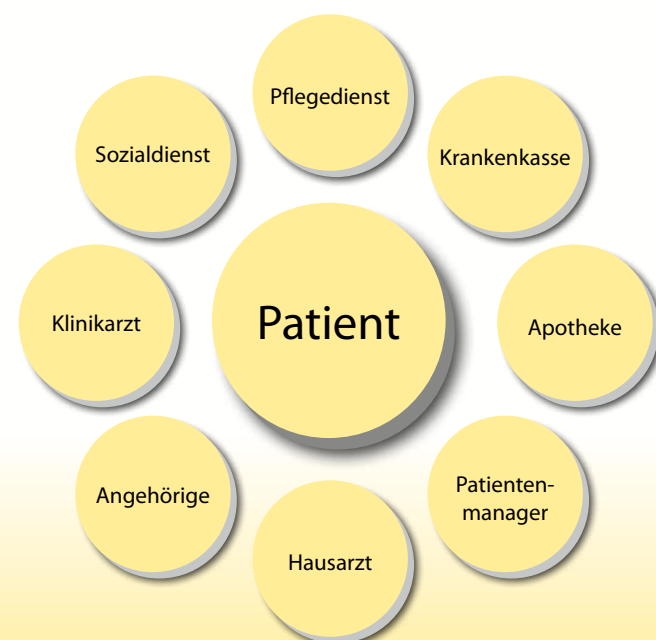 Pflegedienst
Sozialdienst
Krankenkasse
Patient
Klinikarzt
Apotheke
Angehörige
Patienten-
manager
Hausarzt